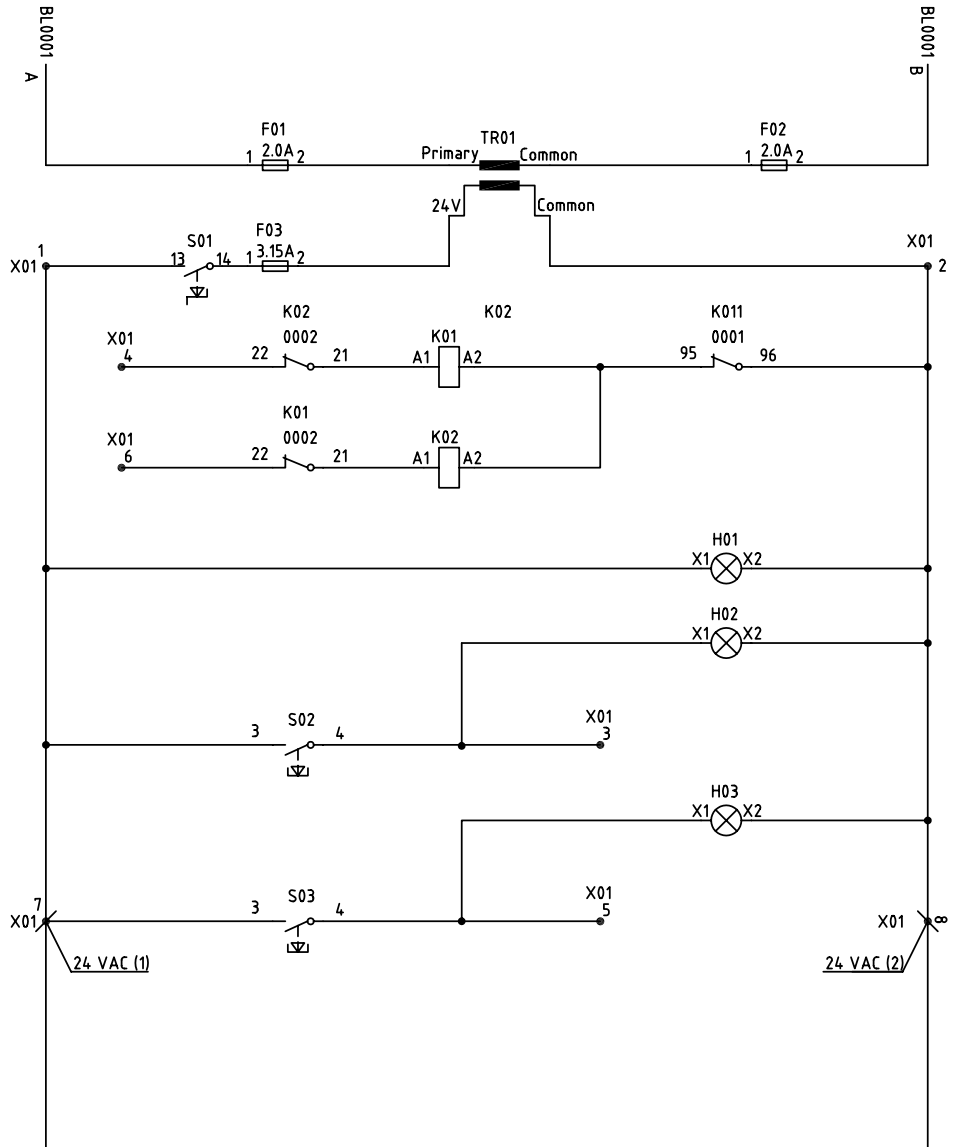 BL0001
A
BL0001
B
F01
2.0A
1 2
TR01
Primary Common
F02
2.0A
1 2
24V Common
X01 1
S01
13 14
F03
3.15A
1 2
X01
2
K02
0002
22 21
K02
K01
A1 A2
K011
0001
95 96
X01
4
X01
6
K01
0002
22 21
K02
A1 A2
H01
X1 X2
H02
X1 X2
S02
3 4
X01
3
H03
X1 X2
S03
3 4
X01
5
7
X01
X01 8
24 VAC (1)
24 VAC (2)